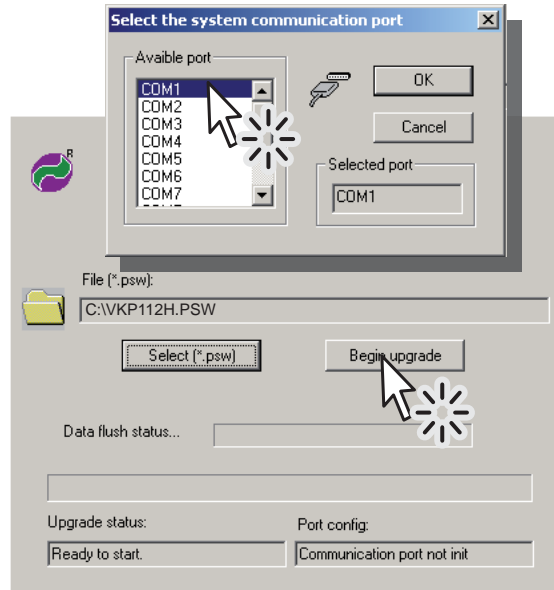 Select the system communication port
Avaible port
COM1
COM2
COM3
COM4
COM5
COM6
COM7
OK
Cancel
Selected port
COM1
R
File (*.psw):
C:\VKP112H.PSW
Select (*.psw)
Begin upgrade
Data flush status...
Upgrade status:
Port config:
Ready to start.
Communication port not init